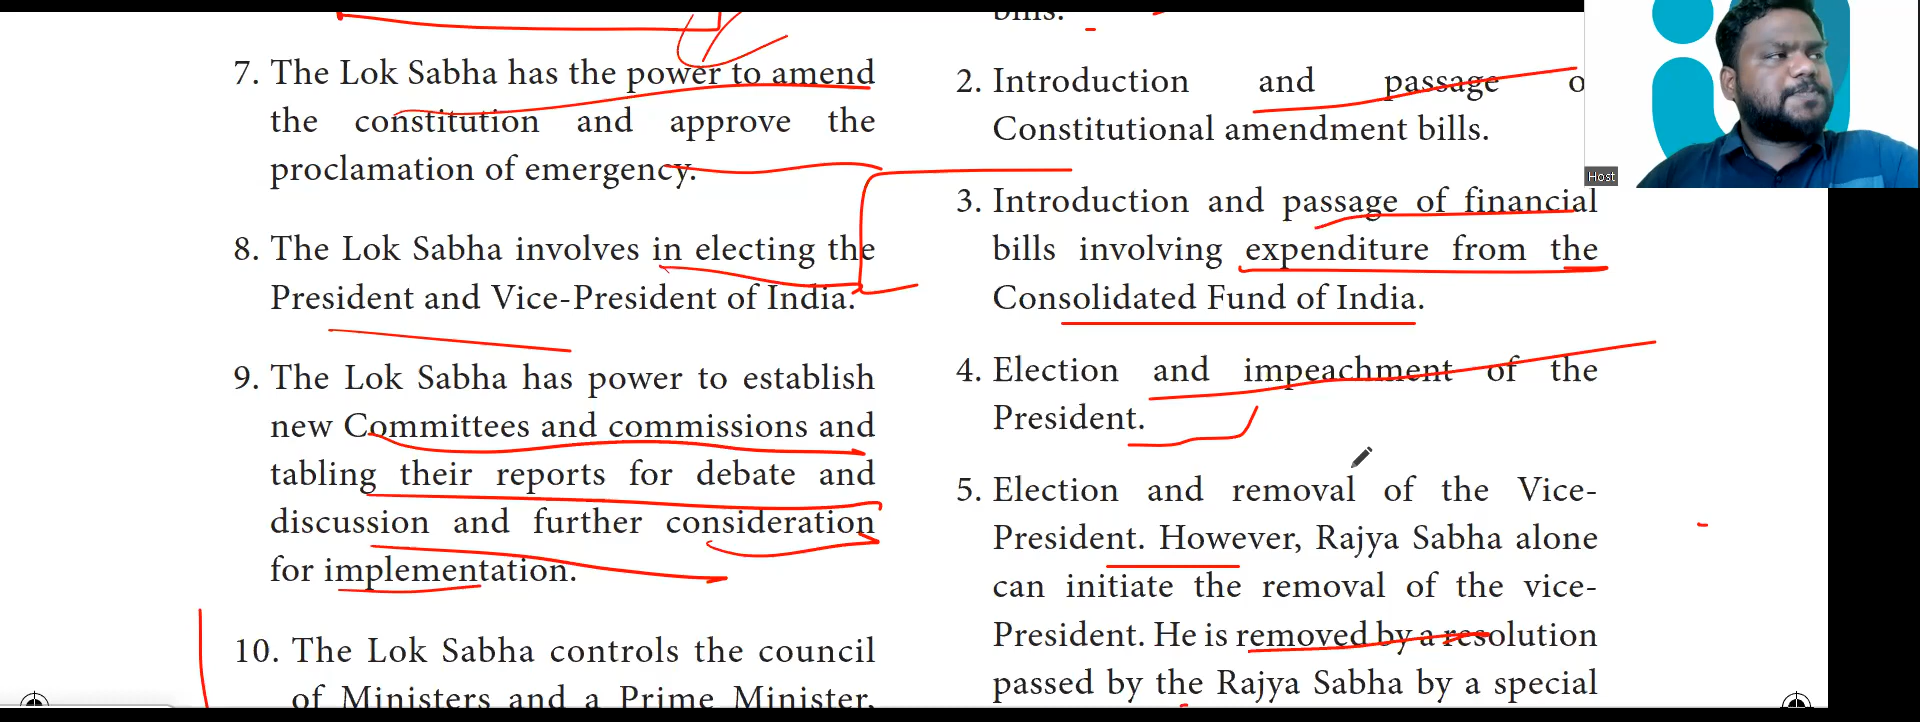 7. The Lok Sabha has the power to amend
the constitution and approve the
proclamation of emergency.
8. The Lok Sabha involves in electing the
President and Vice-President of India.
9. The Lok Sabha has power to establish
new Committees and commissions and
tabling their reports for debate and
discussion and further consideration
for implementation.
10. The Lok Sabha controls the council
of Ministers and a Prime Minister,
bills.
2. Introduction and passage o
Constitutional amendment bills.
3. Introduction and passage of financial
bills involving expenditure from the
Consolidated Fund of India.
4. Election and impeachment of the
President.
5. Election and removal of the Vice-
President. However, Rajya Sabha alone
can initiate the removal of the vice-
President. He is removed by a resolution
passed by the Rajya Sabha by a special
Host